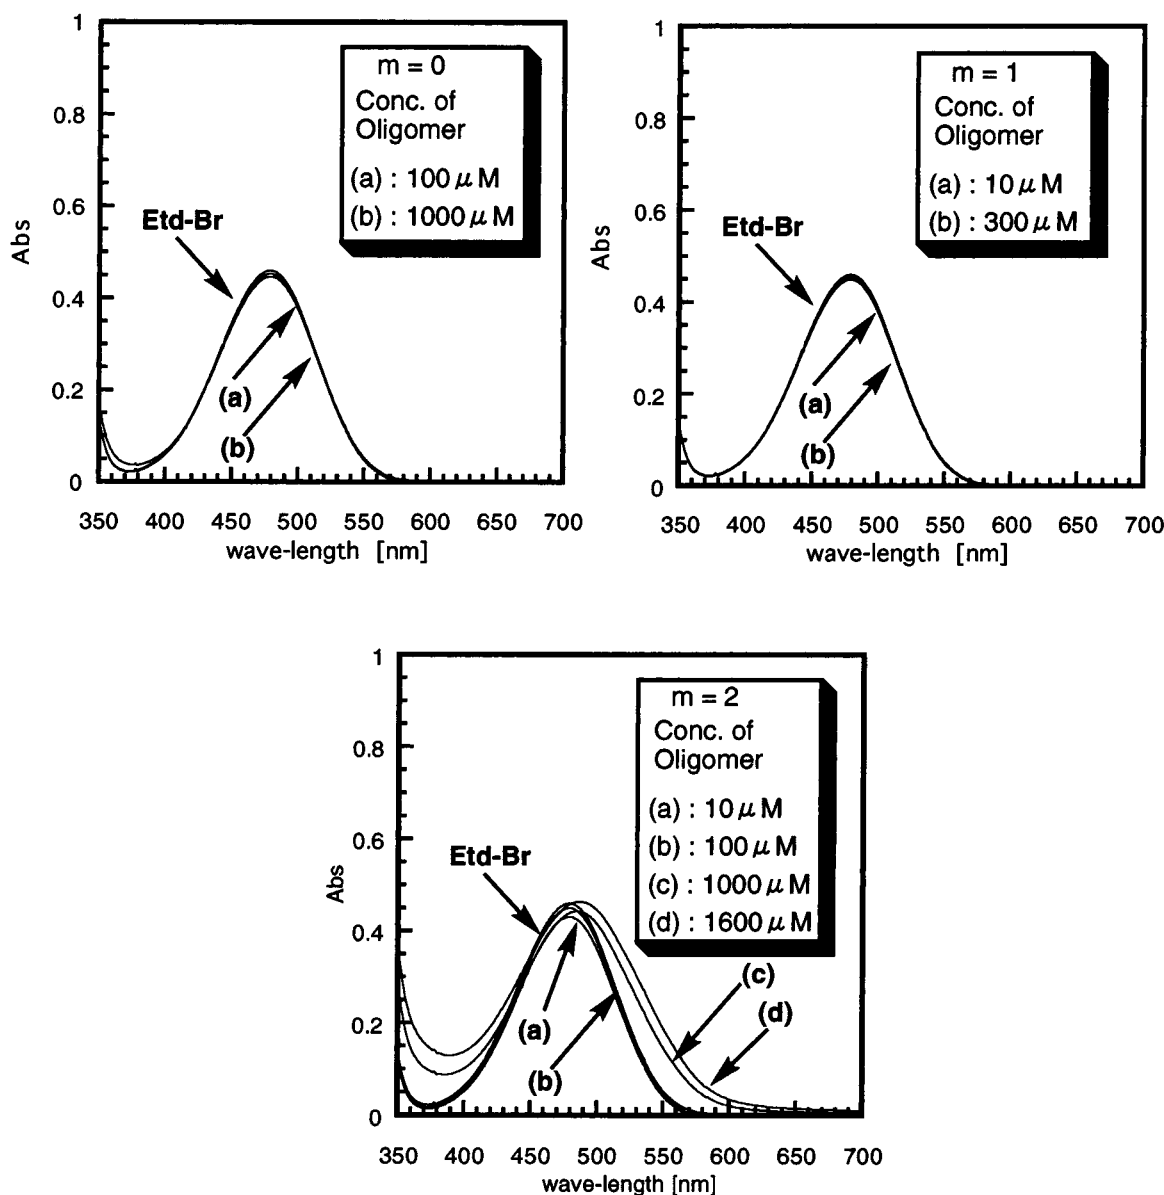 1
0.8
0.6
0.4
0.2
0
Abs
m = 0
Conc. of
Oligomer
(a) : 100 μM
(b) : 1000 μM
Etd-Br
(a)
(b)
350 400 450 500 550 600 650 700
wave-length [nm]
1
0.8
0.6
0.4
0.2
0
Abs
m = 1
Conc. of
Oligomer
(a) : 10 μM
(b) : 300 μM
Etd-Br
(a)
(b)
350 400 450 500 550 600 650 700
wave-length [nm]
1
0.8
0.6
0.4
0.2
0
Abs
m = 2
Conc. of
Oligomer
(a) : 10 μM
(b) : 100 μM
(c) : 1000 μM
(d) : 1600 μM
Etd-Br
(c)
(d)
(a)
(b)
350 400 450 500 550 600 650 700
wave-length [nm]